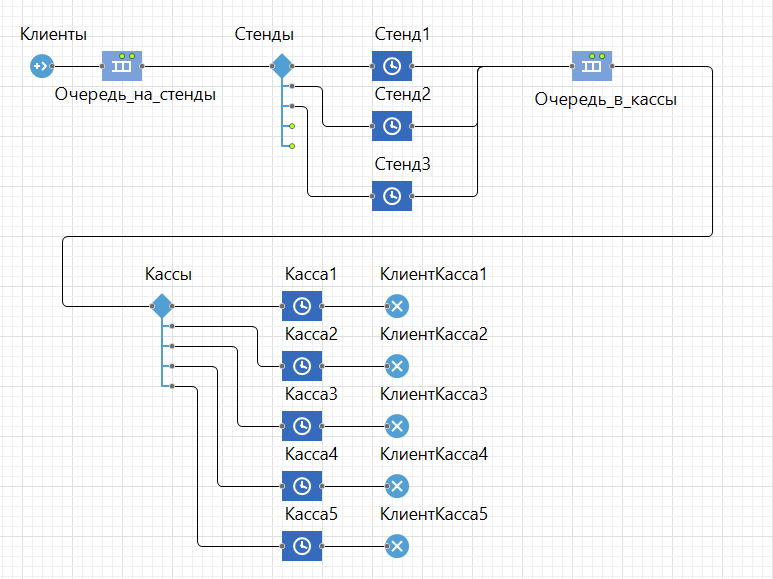 Клиенты
Стенды
Стенд1
Очередь_на_стенды
Стенд2
Очередь_в_кассы
Стенд3
Кассы
Касса1
КлиентКасса1
Касса2
КлиентКасса2
Касса3
КлиентКасса3
Касса4
КлиентКасса4
Касса5
КлиентКасса5